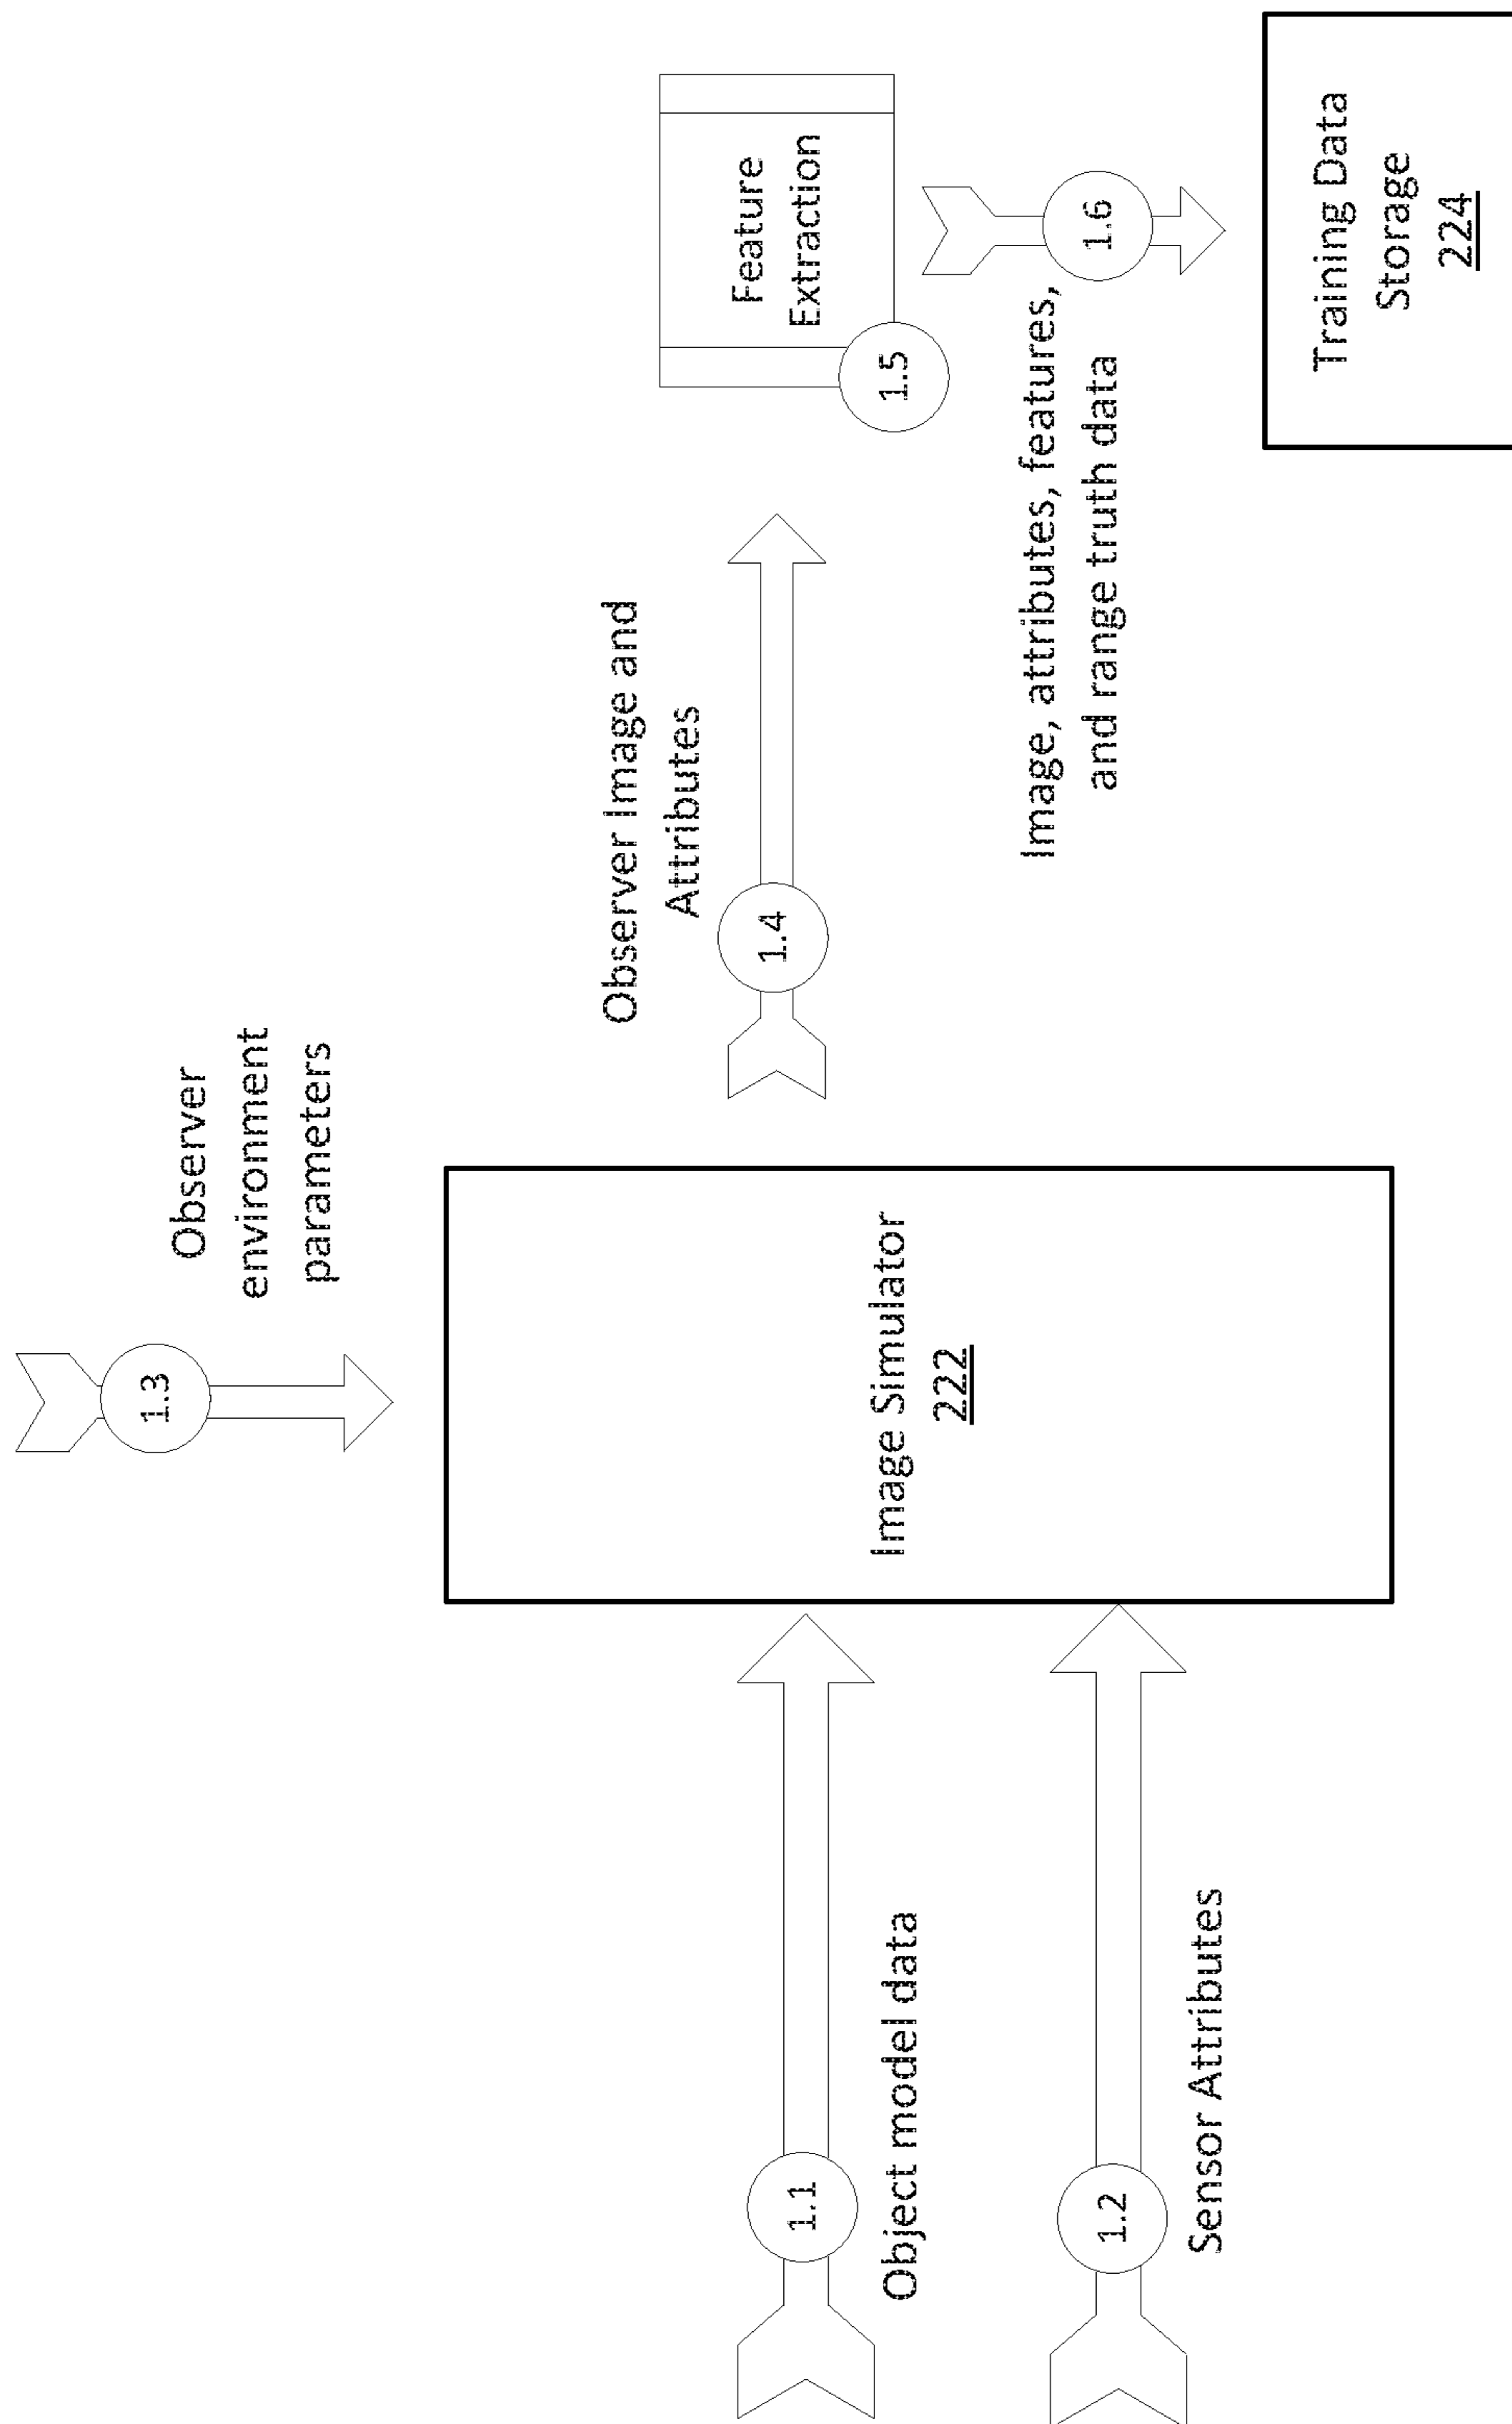 1.3
Observer
environment
parameters
1.1
Object model data
1.2
Sensor Attributes
Image Simulator
222
Observer Image and
Attributes
1.4
Feature
Extraction
1.5
1.6
Image, attributes, features,
and range truth data
Training Data
Storage
224